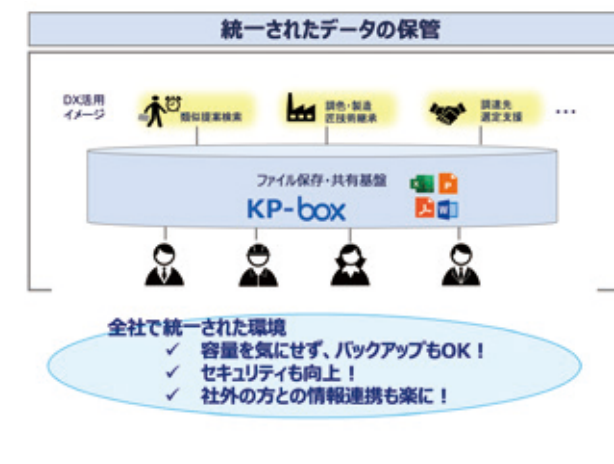 統一されたデータの保管
DX活用
イメージ
類似提案検索
調色・製造
匠技術継承
調達先
選定支援
…
ファイル保存・共有基盤
KP-box
全社で統一された環境
✓ 容量を気にせず、バックアップもOK！
✓ セキュリティも向上！
✓ 社外の方との情報連携も楽に！